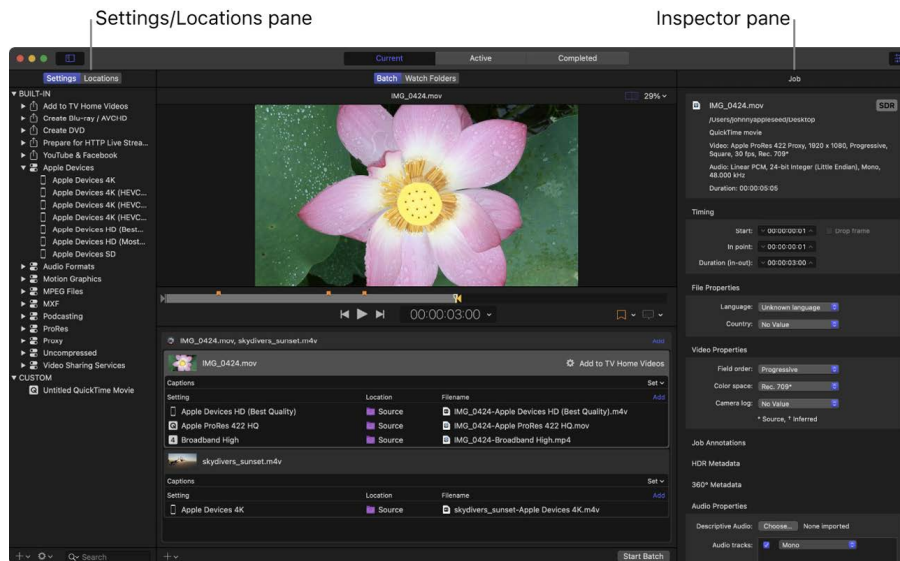 Settings/Locations pane
Inspector pane
Current
Active
Completed
Settings Locations
Batch Watch Folders
Job
BUILT-IN
Add to TV Home Videos
Create Blu-ray / AVCHD
Create DVD
Prepare for HTTP Live Strea...
YouTube & Facebook
Apple Devices
Apple Devices 4K
Apple Devices 4K (HEVC...
Apple Devices 4K (HEVC...
Apple Devices 4K (HEVC...
Apple Devices HD (Best...
Apple Devices HD (Most...
Apple Devices SD
Audio Formats
Motion Graphics
MPEG Files
MXF
Podcasting
ProRes
Proxy
Uncompressed
Video Sharing Services
CUSTOM
Untitled QuickTime Movie
Search
IMG_0424.mov
29%
00:00:03:00
IMG_0424.mov, skydivers_sunset.m4v Add
IMG_0424.mov Add to TV Home Videos
Captions Set
Setting Location Filename Add
Apple Devices HD (Best Quality) Source IMG_0424-Apple Devices HD (Best Quality).m4v
Apple ProRes 422 HQ Source IMG_0424-Apple ProRes 422 HQ.mov
4 Broadband High Source IMG_0424-Broadband High.mp4
skydivers_sunset.m4v
Captions Set
Setting Location Filename Add
Apple Devices 4K Source skydivers_sunset-Apple Devices 4K.m4v
Start Batch
IMG_0424.mov SDR
/Users/johnnyappleseed/Desktop
QuickTime movie
Video: Apple ProRes 422 Proxy, 1920 x 1080, Progressive,
Square, 30 fps, Rec. 709*
Audio: Linear PCM, 24-bit Integer (Little Endian), Mono,
48.000 kHz
Duration: 00:00:05:05
Timing
Start: 00:00:00:01 Drop frame
In point: 00:00:00:01
Duration (in-out): 00:00:03:00
File Properties
Language: Unknown language
Country: No Value
Video Properties
Field order: Progressive
Color space: Rec. 709*
Camera log: No Value
* Source, † Inferred
Job Annotations
HDR Metadata
360° Metadata
Audio Properties
Descriptive Audio: Choose... None imported
Audio tracks: Mono